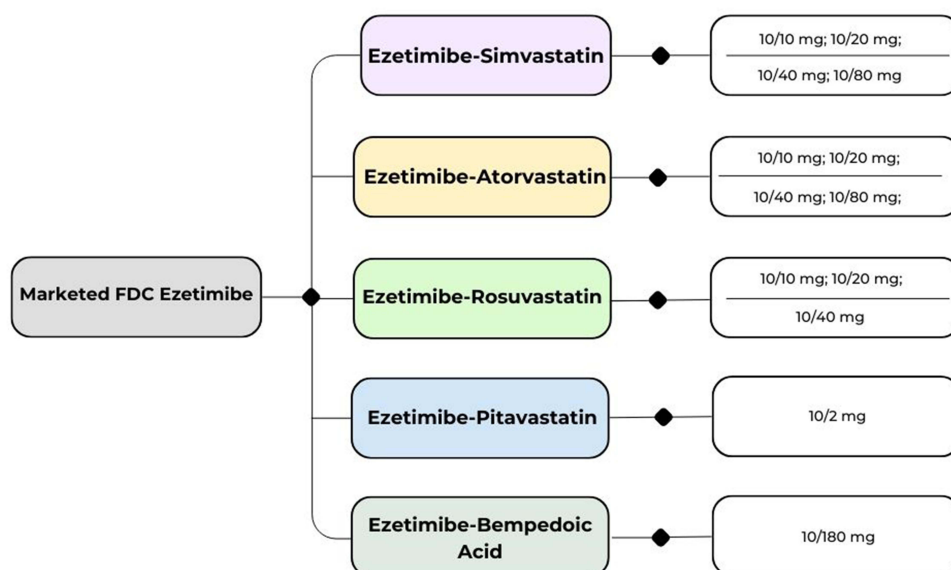 Marketed FDC Ezetimibe
Ezetimibe-Simvastatin
10/10 mg; 10/20 mg;
10/40 mg; 10/80 mg
Ezetimibe-Atorvastatin
10/10 mg; 10/20 mg;
10/40 mg; 10/80 mg;
Ezetimibe-Rosuvastatin
10/10 mg; 10/20 mg;
10/40 mg
Ezetimibe-Pitavastatin
10/2 mg
Ezetimibe-Bempedoic
Acid
10/180 mg